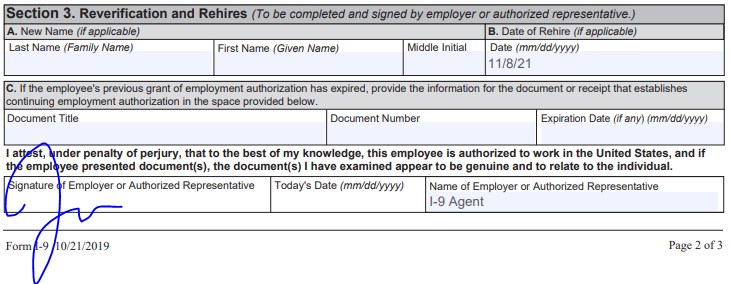 Section 3. Reverification and Rehires (To be completed and signed by employer or authorized representative.)
A. New Name (if applicable)
B. Date of Rehire (if applicable)
Last Name (Family Name)
First Name (Given Name)
Middle Initial
Date (mm/dd/yyyy)
11/8/21
C. If the employee's previous grant of employment authorization has expired, provide the information for the document or receipt that establishes
continuing employment authorization in the space provided below.
Document Title
Document Number
Expiration Date (if any) (mm/dd/yyyy)
I attest, under penalty of perjury, that to the best of my knowledge, this employee is authorized to work in the United States, and if
the employee presented document(s), the document(s) I have examined appear to be genuine and to relate to the individual.
Signature of Employer or Authorized Representative
Today's Date (mm/dd/yyyy)
Name of Employer or Authorized Representative
I-9 Agent
Form I-9 10/21/2019
Page 2 of 3